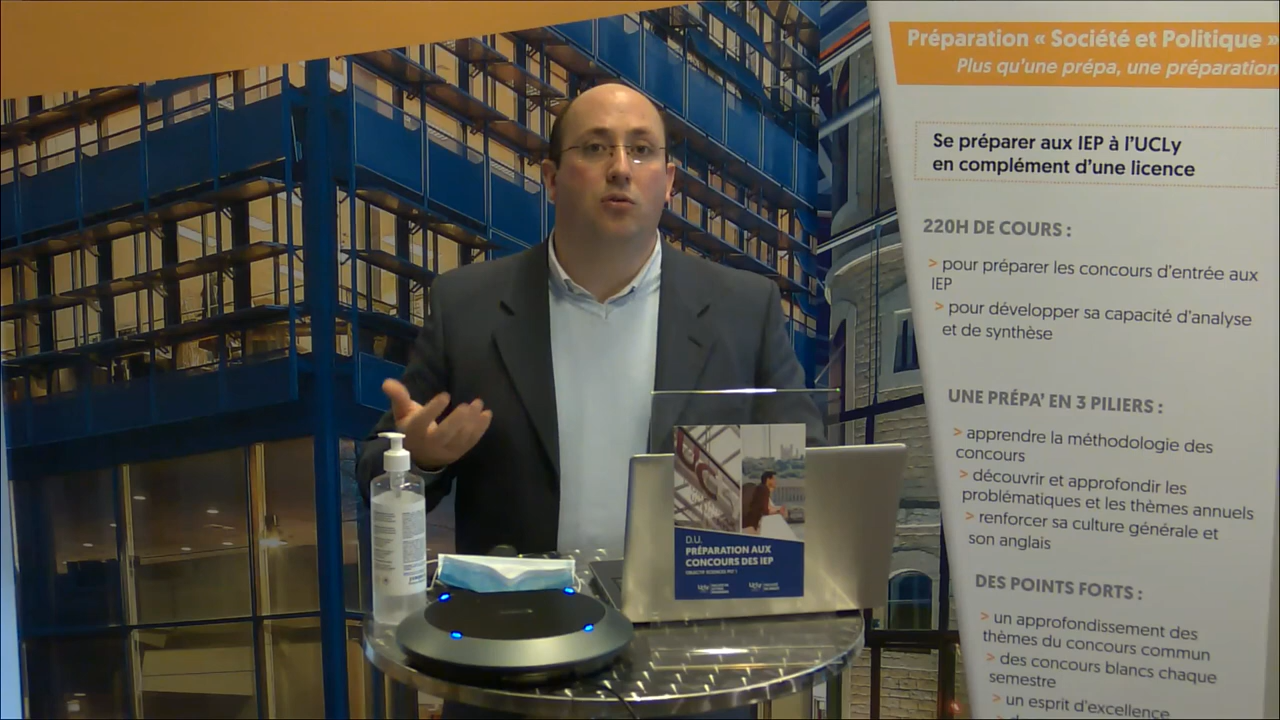 Préparation « Société et Politique »
Plus qu'une prépa, une préparation
Se préparer aux IEP à l'UCLy
en complément d'une licence
220H DE COURS :
> pour préparer les concours d'entrée aux
IEP
> pour développer sa capacité d'analyse
et de synthèse
UNE PRÉPA' EN 3 PILIERS :
> apprendre la méthodologie des
concours
> découvrir et approfondir les
problématiques et les thèmes annuels
> renforcer sa culture générale et
son anglais
DES POINTS FORTS :
> un approfondissement des
thèmes du concours commun
> des concours blancs chaque
semestre
> un esprit d'excellence
D.U.
PRÉPARATION AUX
CONCOURS DES IEP